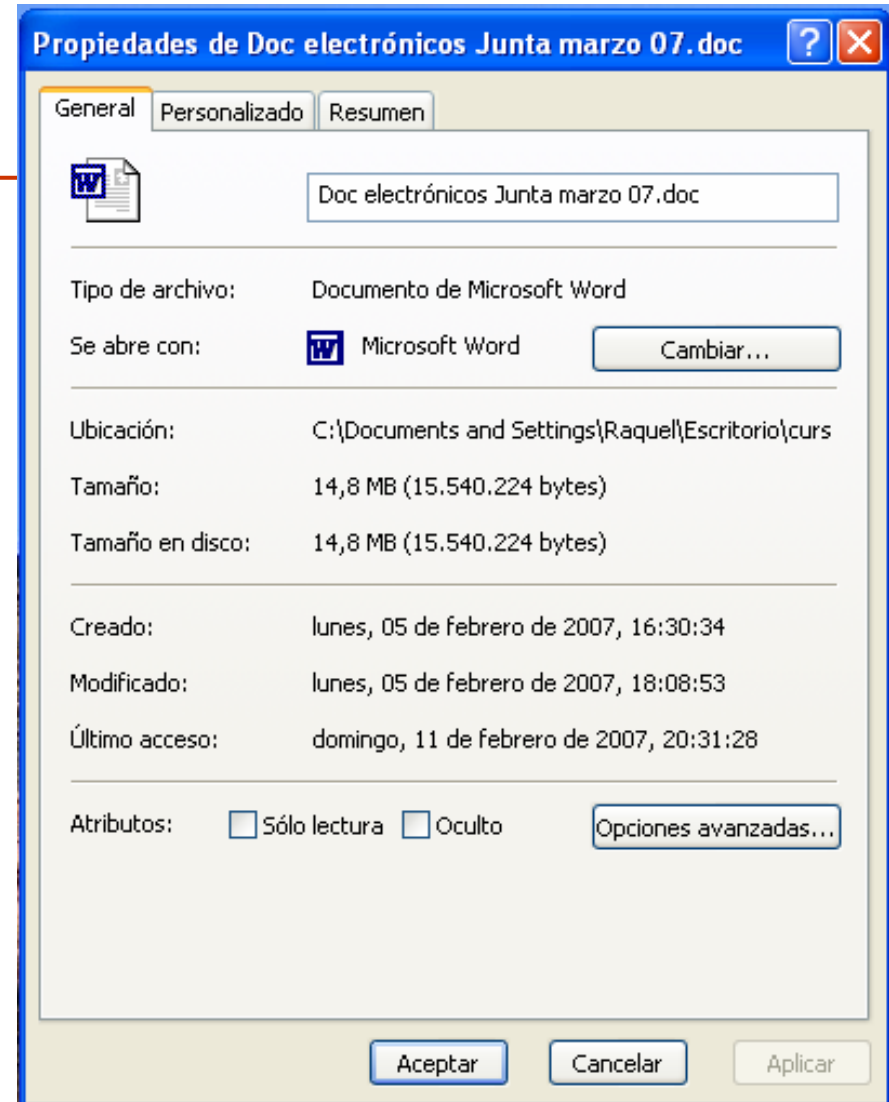 Propiedades de Doc electrónicos Junta marzo 07.doc
General Personalizado Resumen
Doc electrónicos Junta marzo 07.doc
Tipo de archivo: Documento de Microsoft Word
Se abre con: Microsoft Word Cambiar...
Ubicación: C:\Documents and Settings\Raquel\Escritorio\curs
Tamaño: 14,8 MB (15.540.224 bytes)
Tamaño en disco: 14,8 MB (15.540.224 bytes)
Creado: lunes, 05 de febrero de 2007, 16:30:34
Modificado: lunes, 05 de febrero de 2007, 18:08:53
Último acceso: domingo, 11 de febrero de 2007, 20:31:28
Atributos: Sólo lectura Oculto Opciones avanzadas...
Aceptar Cancelar Aplicar